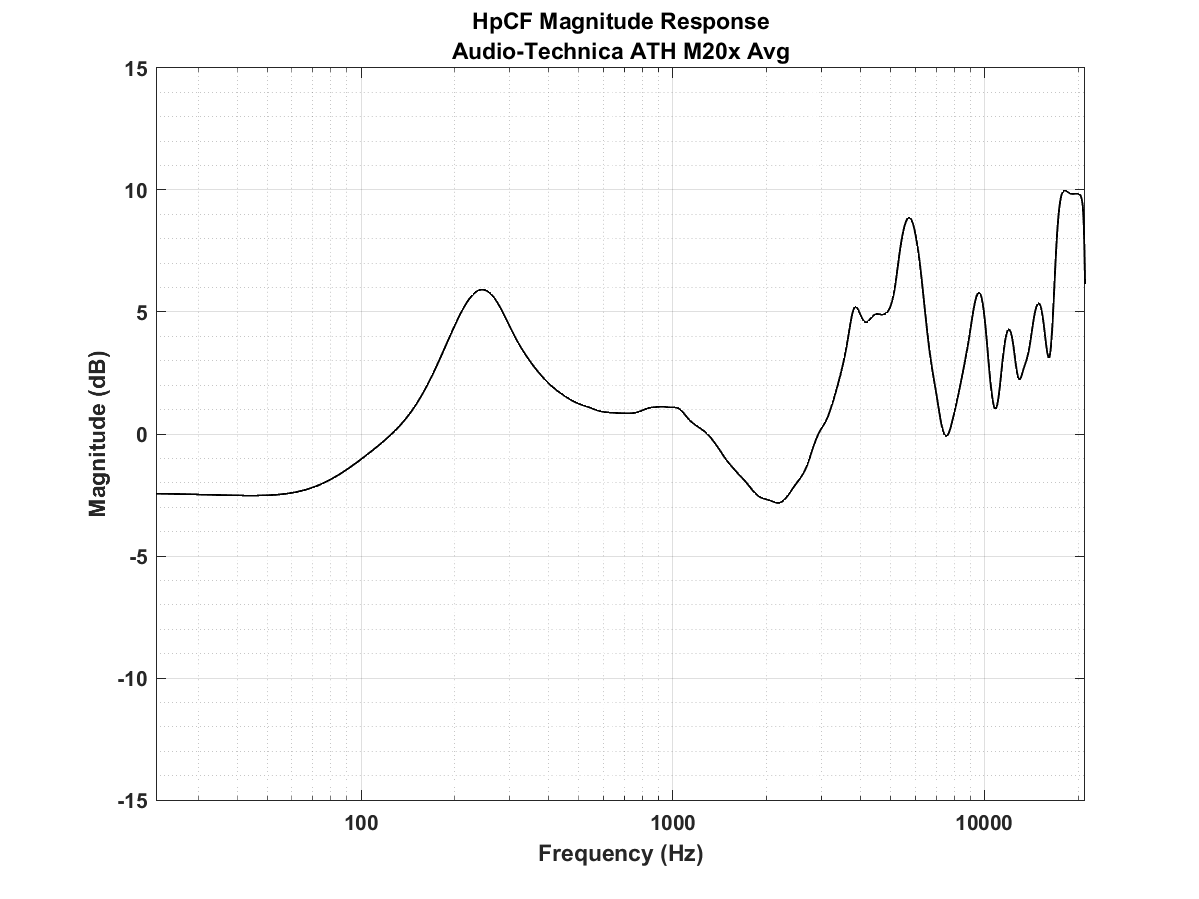 HpCF Magnitude Response
Audio-Technica ATH M20x Avg
15
10
5
0
-5
-10
-15
Magnitude (dB)
100 1000 10000
Frequency (Hz)